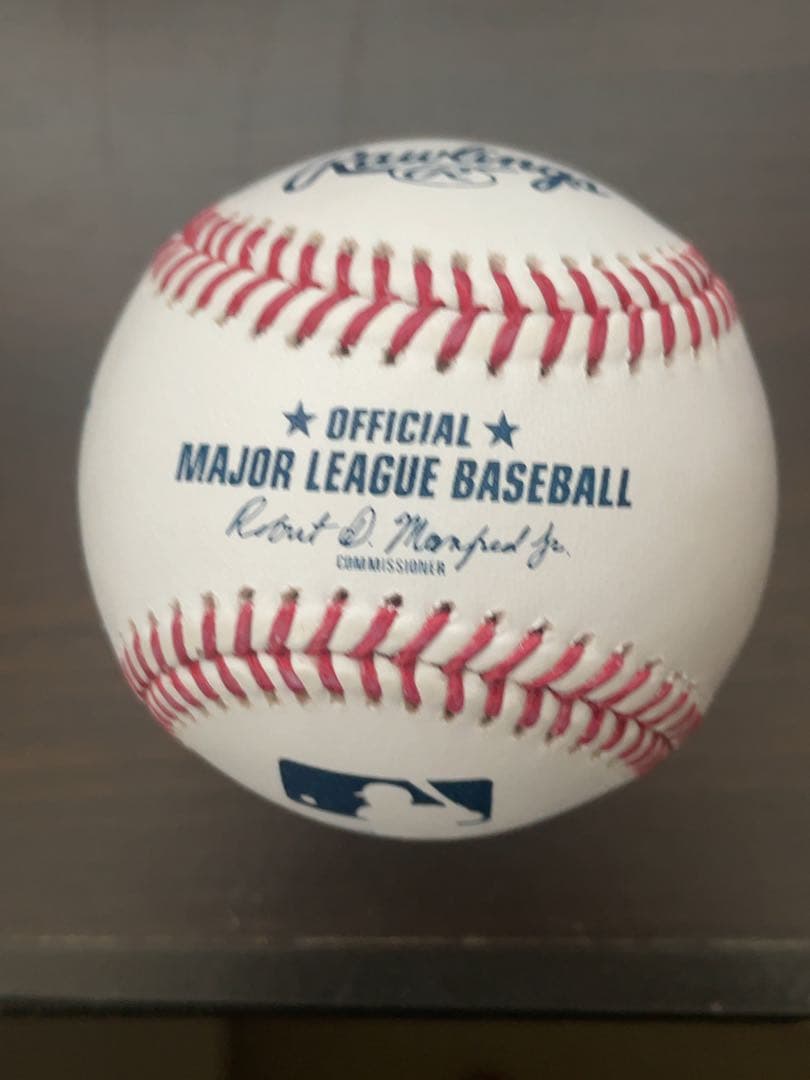 Rawlings
R
★ OFFICIAL ★
MAJOR LEAGUE BASEBALL
Robert D. Manfred Jr.
COMMISSIONER